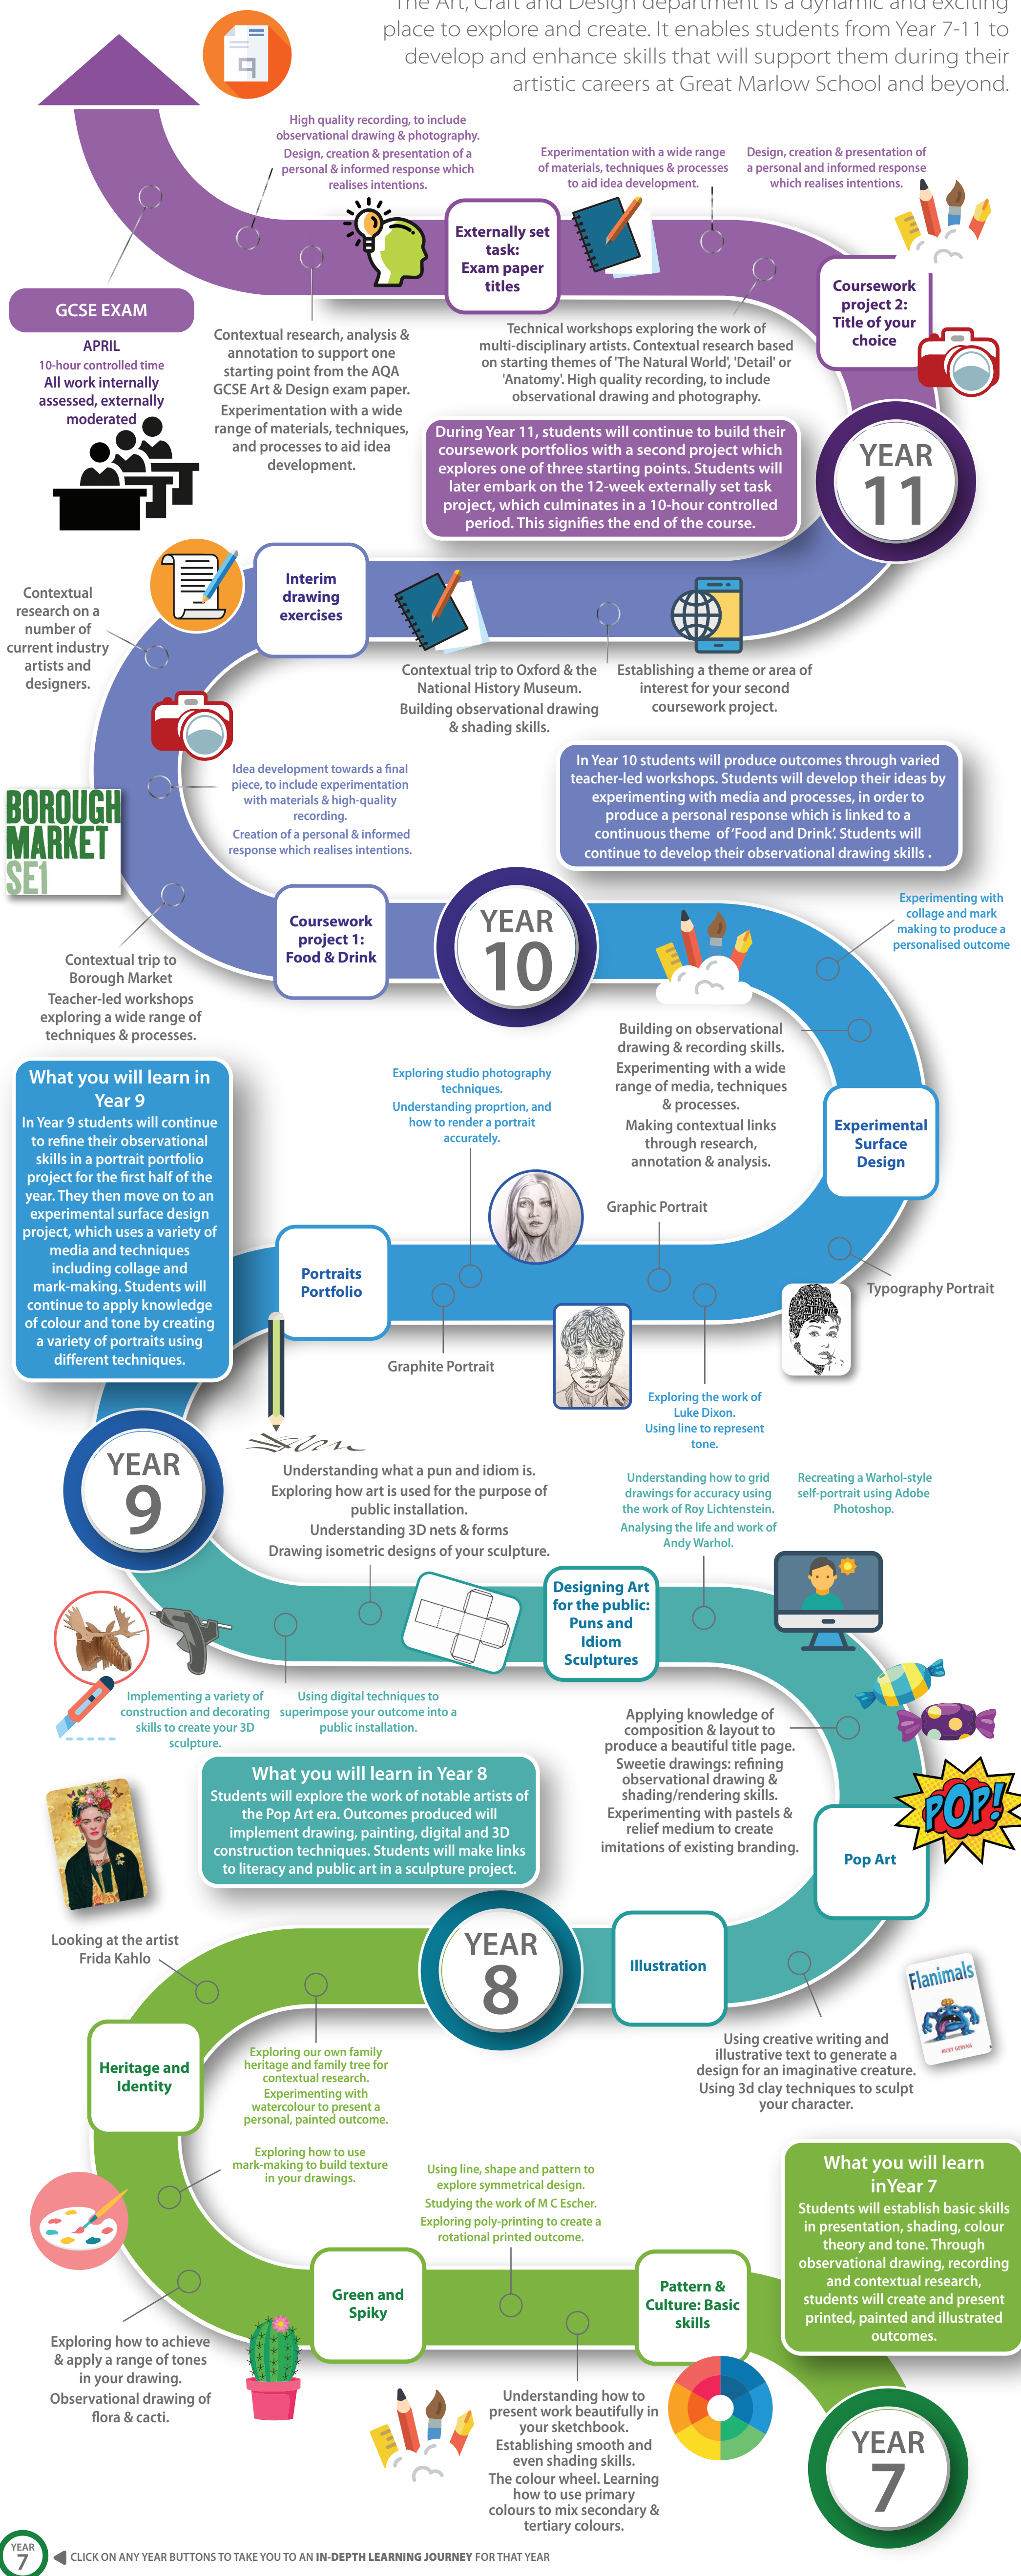 The Art, Craft and Design department is a dynamic and exciting
place to explore and create. It enables students from Year 7-11 to
develop and enhance skills that will support them during their
artistic careers at Great Marlow School and beyond.
High quality recording, to include
observational drawing & photography.
Design, creation & presentation of a
personal & informed response which
realises intentions.
Experimentation with a wide range
of materials, techniques & processes
to aid idea development.
Design, creation & presentation of
a personal and informed response
which realises intentions.
Externally set
task:
Exam paper
titles
Coursework
project 2:
Title of your
choice
GCSE EXAM
APRIL
10-hour controlled time
All work internally
assessed, externally
moderated
Contextual research, analysis &
annotation to support one
starting point from the AQA
GCSE Art & Design exam paper.
Experimentation with a wide
range of materials, techniques,
and processes to aid idea
development.
Technical workshops exploring the work of
multi-disciplinary artists. Contextual research based
on starting themes of 'The Natural World', 'Detail' or
'Anatomy'. High quality recording, to include
observational drawing and photography.
During Year 11, students will continue to build their
coursework portfolios with a second project which
explores one of three starting points. Students will
later embark on the 12-week externally set task
project, which culminates in a 10-hour controlled
period. This signifies the end of the course.
YEAR
11
Interim
drawing
exercises
Contextual
research on a
number of
current industry
artists and
designers.
Contextual trip to Oxford & the
National History Museum.
Building observational drawing
& shading skills.
Establishing a theme or area of
interest for your second
coursework project.
Idea development towards a final
piece, to include experimentation
with materials & high-quality
recording.
Creation of a personal & informed
response which realises intentions.
In Year 10 students will produce outcomes through varied
teacher-led workshops. Students will develop their ideas by
experimenting with media and processes, in order to
produce a personal response which is linked to a
continuous theme of 'Food and Drink'. Students will
continue to develop their observational drawing skills .
BOROUGH
MARKET
SE1
Coursework
project 1:
Food & Drink
YEAR
10
Experimenting with
collage and mark
making to produce a
personalised outcome
Contextual trip to
Borough Market
Teacher-led workshops
exploring a wide range of
techniques & processes.
Building on observational
drawing & recording skills.
Experimenting with a wide
range of media, techniques
& processes.
Making contextual links
through research,
annotation & analysis.
Experimental
Surface
Design
What you will learn in
Year 9
In Year 9 students will continue
to refine their observational
skills in a portrait portfolio
project for the first half of the
year. They then move on to an
experimental surface design
project, which uses a variety of
media and techniques
including collage and
mark-making. Students will
continue to apply knowledge
of colour and tone by creating
a variety of portraits using
different techniques.
Exploring studio photography
techniques.
Understanding proprtion, and
how to render a portrait
accurately.
Graphic Portrait
Portraits
Portfolio
Typography Portrait
Graphite Portrait
Exploring the work of
Luke Dixon.
Using line to represent
tone.
YEAR
9
Understanding what a pun and idiom is.
Exploring how art is used for the purpose of
public installation.
Understanding 3D nets & forms
Drawing isometric designs of your sculpture.
Understanding how to grid
drawings for accuracy using
the work of Roy Lichtenstein.
Analysing the life and work of
Andy Warhol.
Recreating a Warhol-style
self-portrait using Adobe
Photoshop.
Designing Art
for the public:
Puns and
Idiom
Sculptures
Implementing a variety of
construction and decorating
skills to create your 3D
sculpture.
Using digital techniques to
superimpose your outcome into a
public installation.
Applying knowledge of
composition & layout to
produce a beautiful title page.
Sweetie drawings: refining
observational drawing &
shading/rendering skills.
Experimenting with pastels &
relief medium to create
imitations of existing branding.
What you will learn in Year 8
Students will explore the work of notable artists of
the Pop Art era. Outcomes produced will
implement drawing, painting, digital and 3D
construction techniques. Students will make links
to literacy and public art in a sculpture project.
POP!
Pop Art
Looking at the artist
Frida Kahlo
YEAR
8
Illustration
Flanimals
RICKY GERVAIS
Using creative writing and
illustrative text to generate a
design for an imaginative creature.
Using 3d clay techniques to sculpt
your character.
Heritage and
Identity
Exploring our own family
heritage and family tree for
contextual research.
Experimenting with
watercolour to present a
personal, painted outcome.
Exploring how to use
mark-making to build texture
in your drawings.
Using line, shape and pattern to
explore symmetrical design.
Studying the work of M C Escher.
Exploring poly-printing to create a
rotational printed outcome.
What you will learn
inYear 7
Students will establish basic skills
in presentation, shading, colour
theory and tone. Through
observational drawing, recording
and contextual research,
students will create and present
printed, painted and illustrated
outcomes.
Green and
Spiky
Pattern &
Culture: Basic
skills
Exploring how to achieve
& apply a range of tones
in your drawing.
Observational drawing of
flora & cacti.
Understanding how to
present work beautifully in
your sketchbook.
Establishing smooth and
even shading skills.
The colour wheel. Learning
how to use primary
colours to mix secondary &
tertiary colours.
YEAR
7
YEAR
7
CLICK ON ANY YEAR BUTTONS TO TAKE YOU TO AN IN-DEPTH LEARNING JOURNEY FOR THAT YEAR